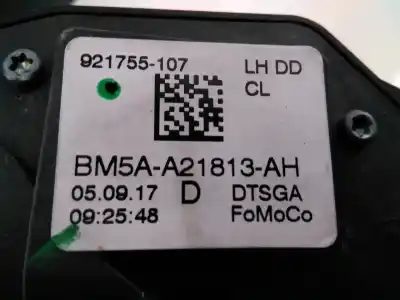 921755-107 LH DD
CL
BM5A-A21813-AH
05.09.17 D DTSGA
09:25:48 FoMoCo